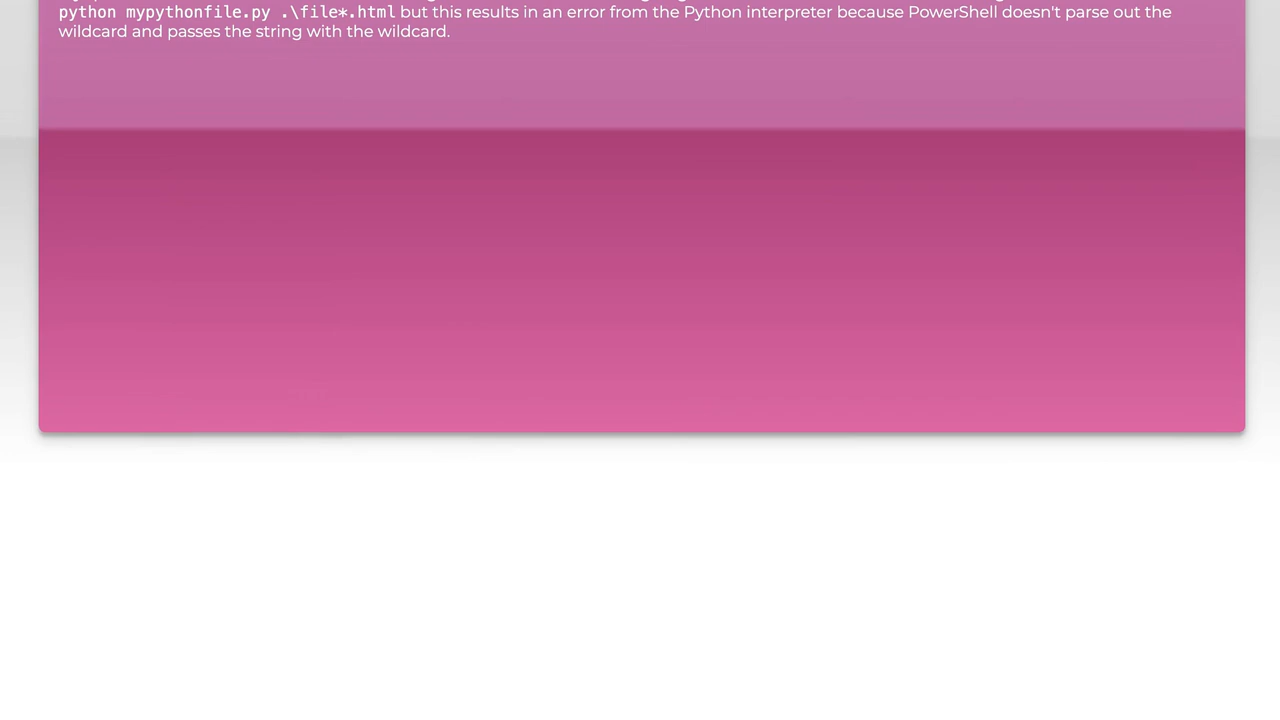 python mypythonfile.py .\file*.html but this results in an error from the Python interpreter because PowerShell doesn't parse out the
wildcard and passes the string with the wildcard.